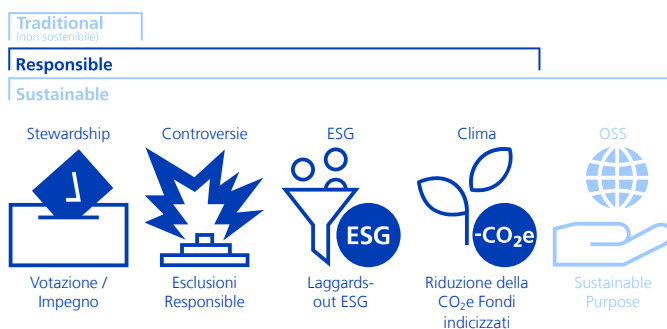 Traditional
(non sostenibile)
Responsible
Sustainable
Stewardship
Controversie
ESG
Clima
OSS
ESG
-CO₂e
Votazione /
Impegno
Esclusioni
Responsible
Laggards-
out ESG
Riduzione della
CO₂e Fondi
indicizzati
Sustainable
Purpose